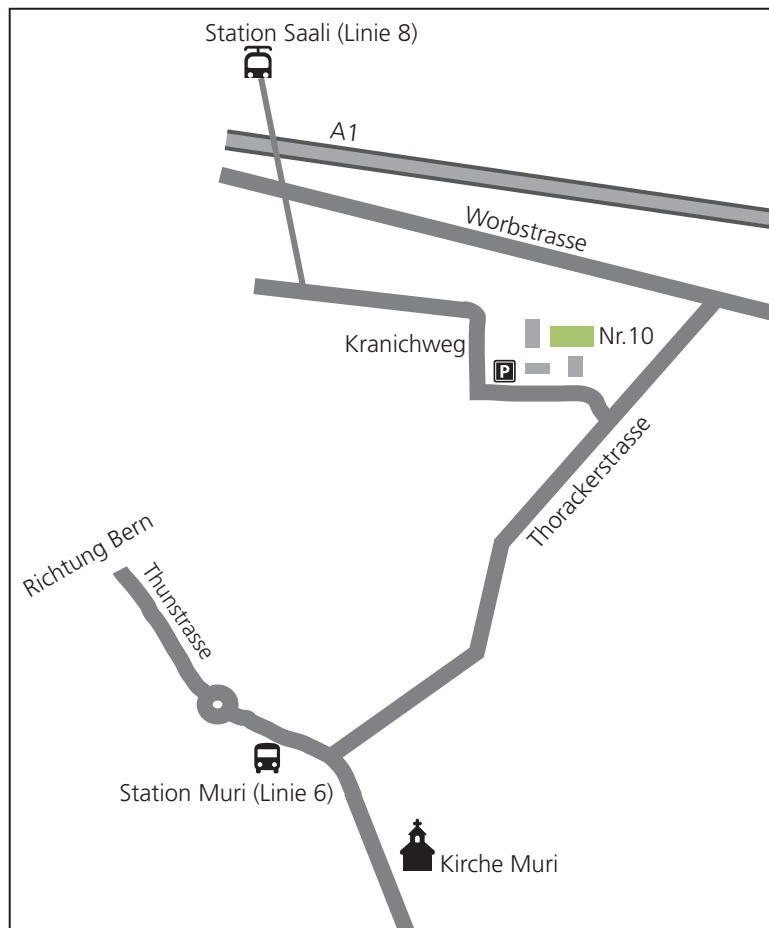 Station Saali (Linie 8)
A1
Worbstrasse
Kranichweg
Nr.10
P
Thorackerstrasse
Richtung Bern
Thunstrasse
Station Muri (Linie 6)
Kirche Muri